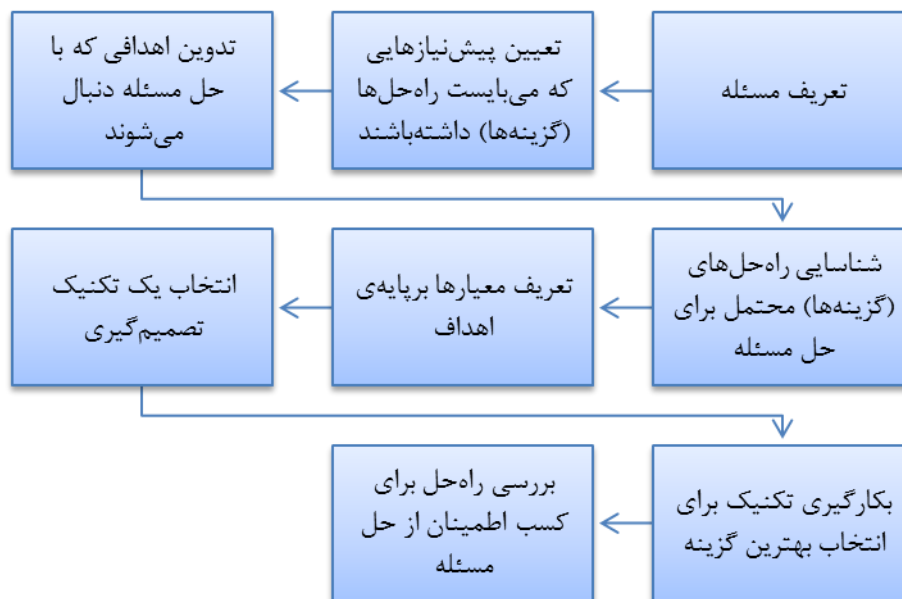 تعریف مسئله
تعیین پیش‌نیازهایی
که می‌بایست راه‌حل‌ها
(گزینه‌ها) داشته‌باشند
تدوین اهدافی که با
حل مسئله دنبال
می‌شوند
شناسایی راه‌حل‌های
(گزینه‌ها) محتمل برای
حل مسئله
تعریف معیارها برپایه‌ی
اهداف
انتخاب یک تکنیک
تصمیم‌گیری
بکارگیری تکنیک برای
انتخاب بهترین گزینه
بررسی راه‌حل برای
کسب اطمینان از حل
مسئله